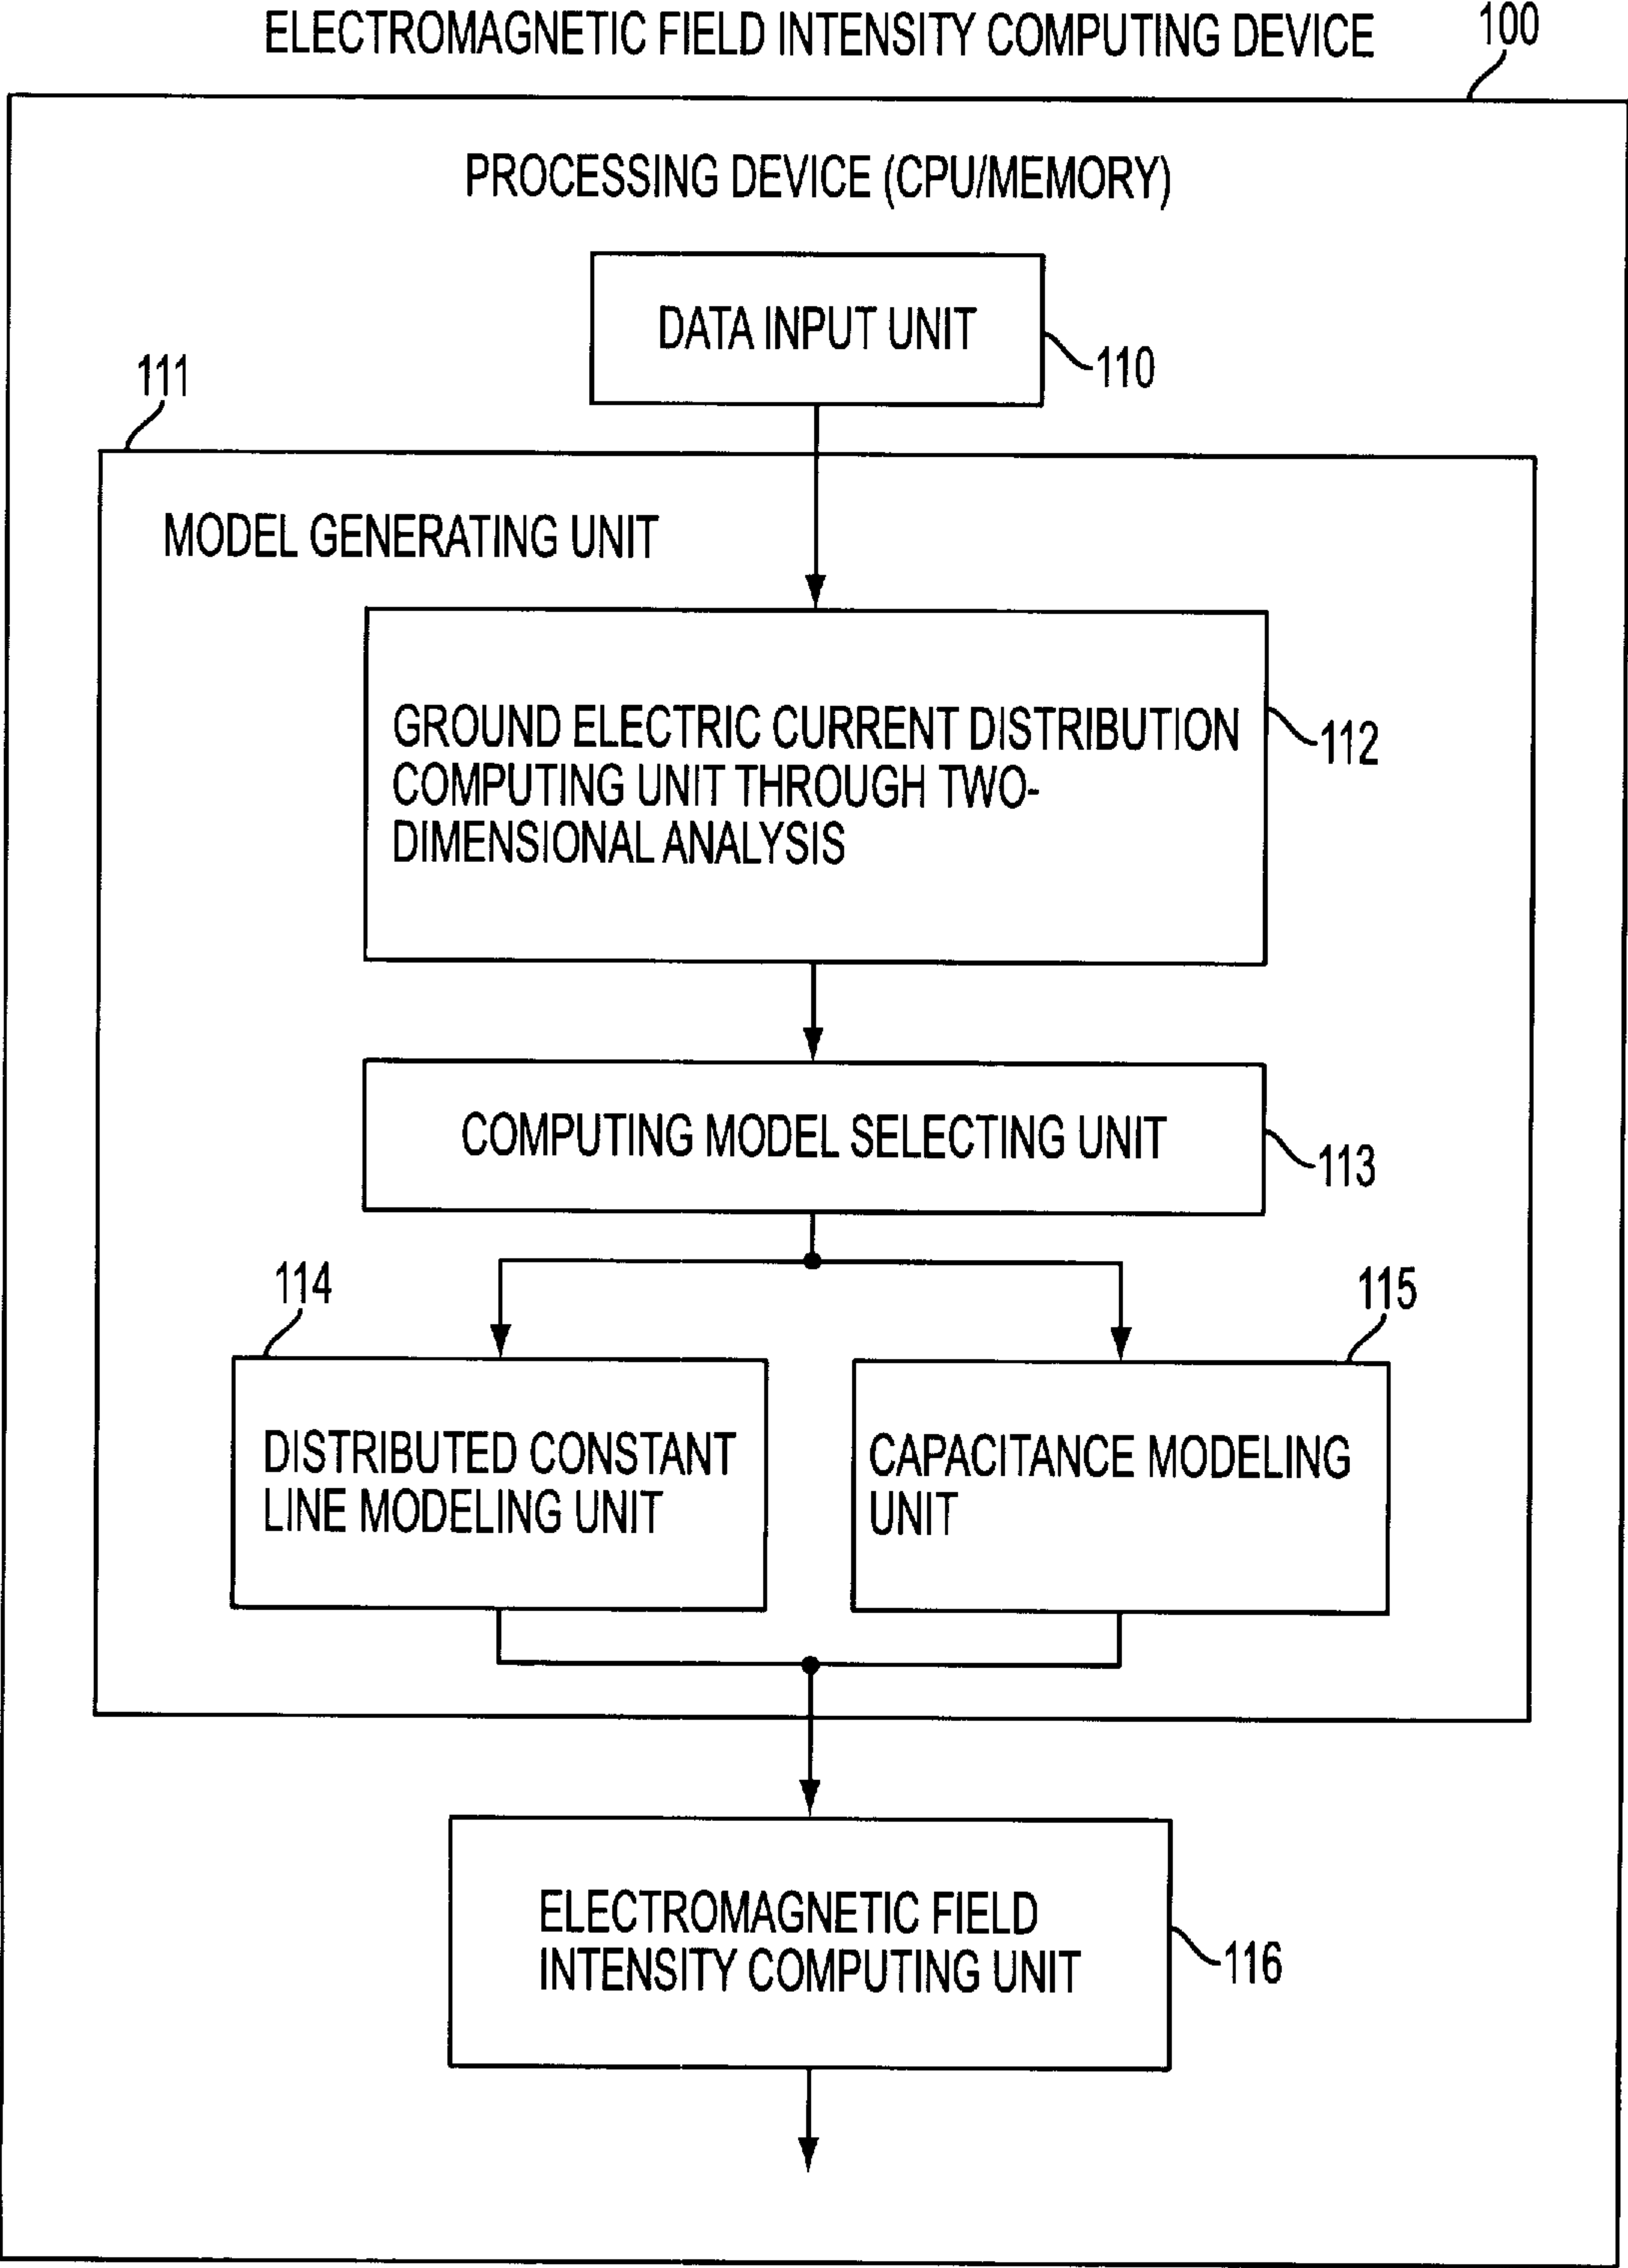 ELECTROMAGNETIC FIELD INTENSITY COMPUTING DEVICE
100
PROCESSING DEVICE (CPU/MEMORY)
DATA INPUT UNIT
110
111
MODEL GENERATING UNIT
GROUND ELECTRIC CURRENT DISTRIBUTION
COMPUTING UNIT THROUGH TWO-
DIMENSIONAL ANALYSIS
112
COMPUTING MODEL SELECTING UNIT
113
114
115
DISTRIBUTED CONSTANT
LINE MODELING UNIT
CAPACITANCE MODELING
UNIT
ELECTROMAGNETIC FIELD
INTENSITY COMPUTING UNIT
116